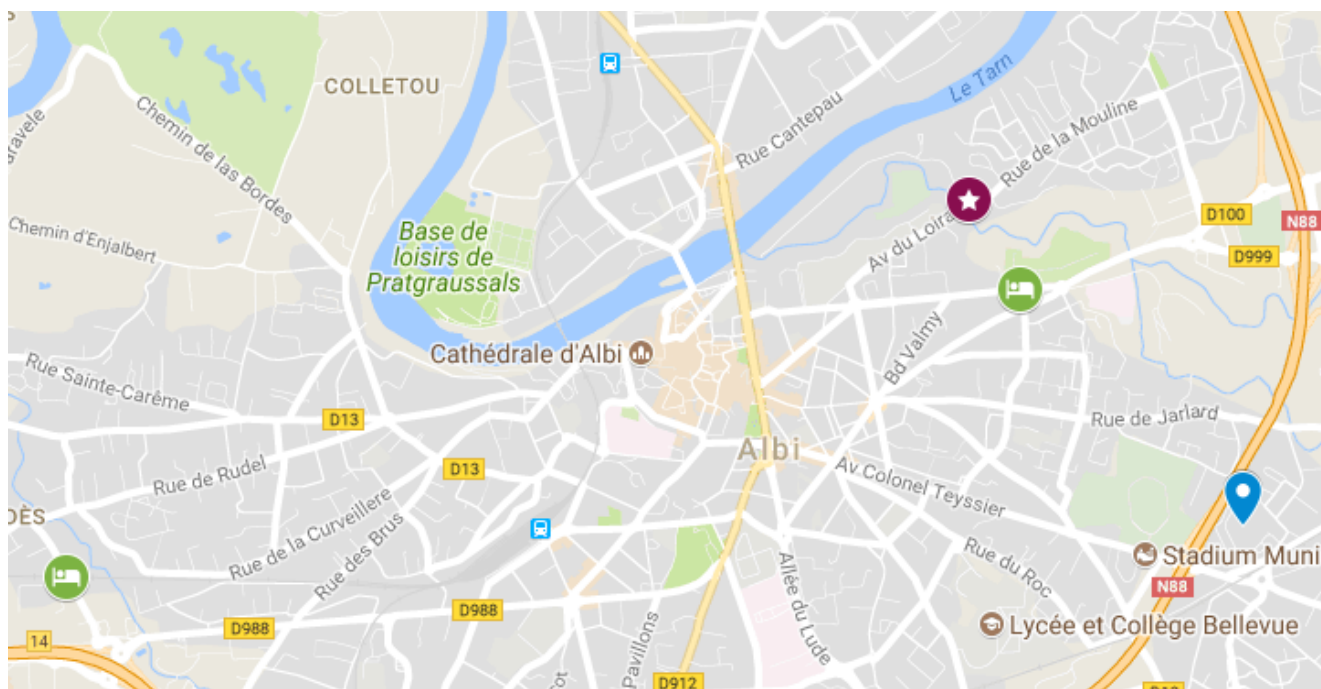 COLLETOU
Le Tarn
Rue Cantepau
Rue de la Mouline
Chemin de las Bordes
Chemin d'Enjalbert
Base de
loisirs de
Pratgraussals
Av du Loira
D100
N88
D999
Cathédrale d'Albi
Bd Valmy
Rue Sainte-Carême
D13
Rue de Jarlard
Albi
D13
Rue de Rudel
Av Colonel Teyssier
Rue de la Curveillere
Rue des Brus
Allée du Lude
Rue du Roc
Stadium Muni
N88
D988
D988
Lycée et Collège Bellevue
14
Pavillons
D912